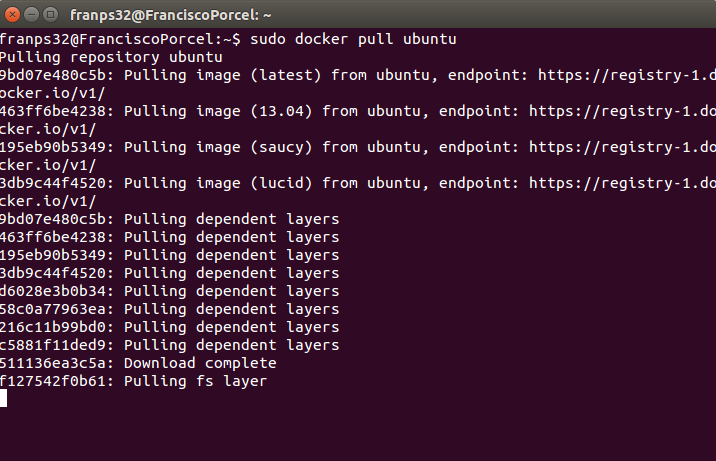 franps32@FranciscoPorcel: ~
franps32@FranciscoPorcel:~$ sudo docker pull ubuntu
Pulling repository ubuntu
9bd07e480c5b: Pulling image (latest) from ubuntu, endpoint: https://registry-1.d
ocker.io/v1/
463ff6be4238: Pulling image (13.04) from ubuntu, endpoint: https://registry-1.do
cker.io/v1/
195eb90b5349: Pulling image (saucy) from ubuntu, endpoint: https://registry-1.do
cker.io/v1/
3db9c44f4520: Pulling image (lucid) from ubuntu, endpoint: https://registry-1.do
cker.io/v1/
9bd07e480c5b: Pulling dependent layers
463ff6be4238: Pulling dependent layers
195eb90b5349: Pulling dependent layers
3db9c44f4520: Pulling dependent layers
d6028e3b0b34: Pulling dependent layers
58c0a77963ea: Pulling dependent layers
216c11b99bd0: Pulling dependent layers
c5881f11ded9: Pulling dependent layers
511136ea3c5a: Download complete
f127542f0b61: Pulling fs layer